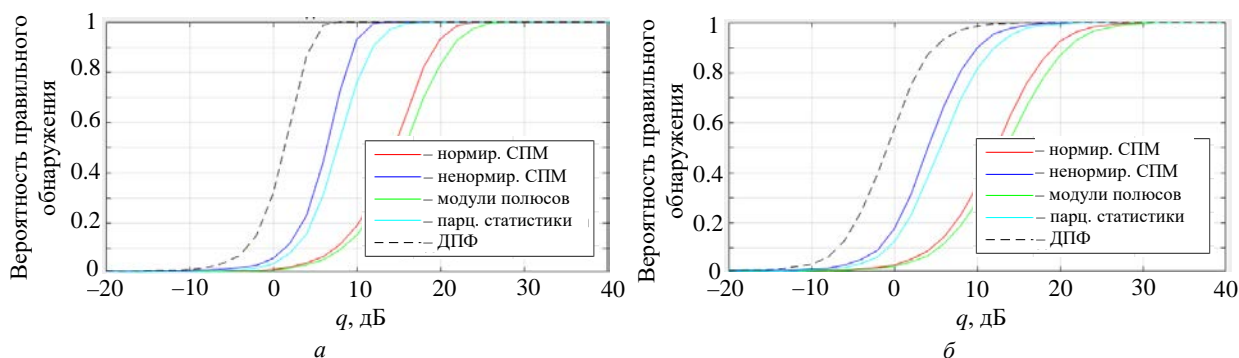 Вероятность правильного
обнаружения
1
0.8
0.6
0.4
0.2
0
–20
–10
0
10
20
30
40
q, дБ
– нормир. СПМ
– ненормир. СПМ
– модули полюсов
– парц. статистики
– ДПФ
а
Вероятность правильного
обнаружения
1
0.8
0.6
0.4
0.2
0
–20
–10
0
10
20
30
40
q, дБ
– нормир. СПМ
– ненормир. СПМ
– модули полюсов
– парц. статистики
– ДПФ
б